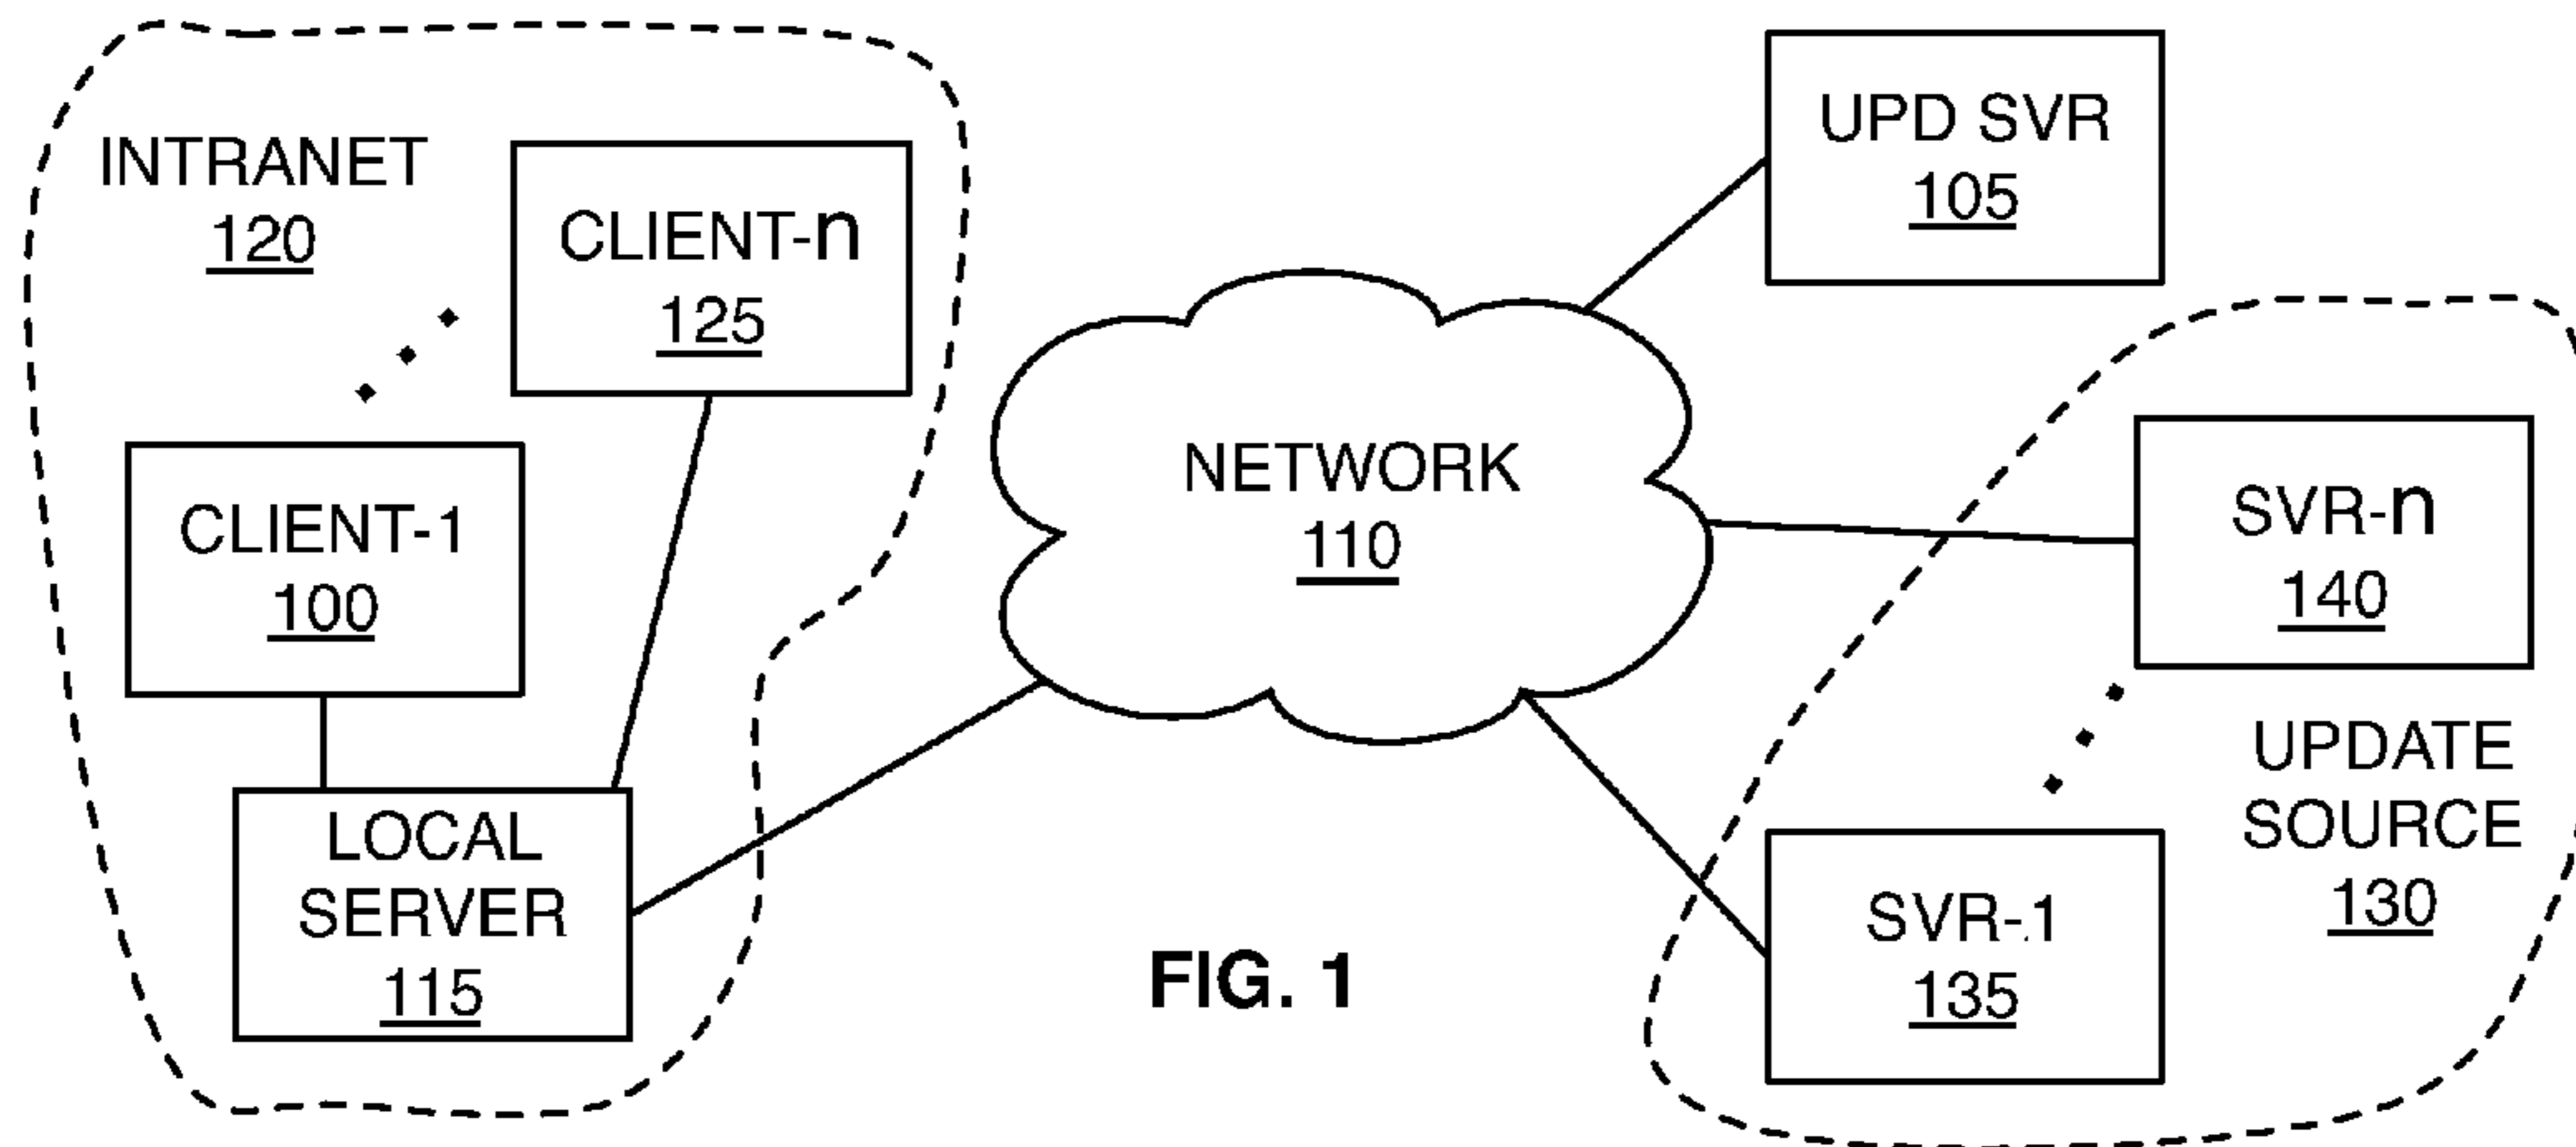 INTRANET
120
CLIENT-n
125
CLIENT-1
100
LOCAL
SERVER
115
NETWORK
110
UPD SVR
105
SVR-n
140
UPDATE
SOURCE
130
SVR-1
135
FIG. 1